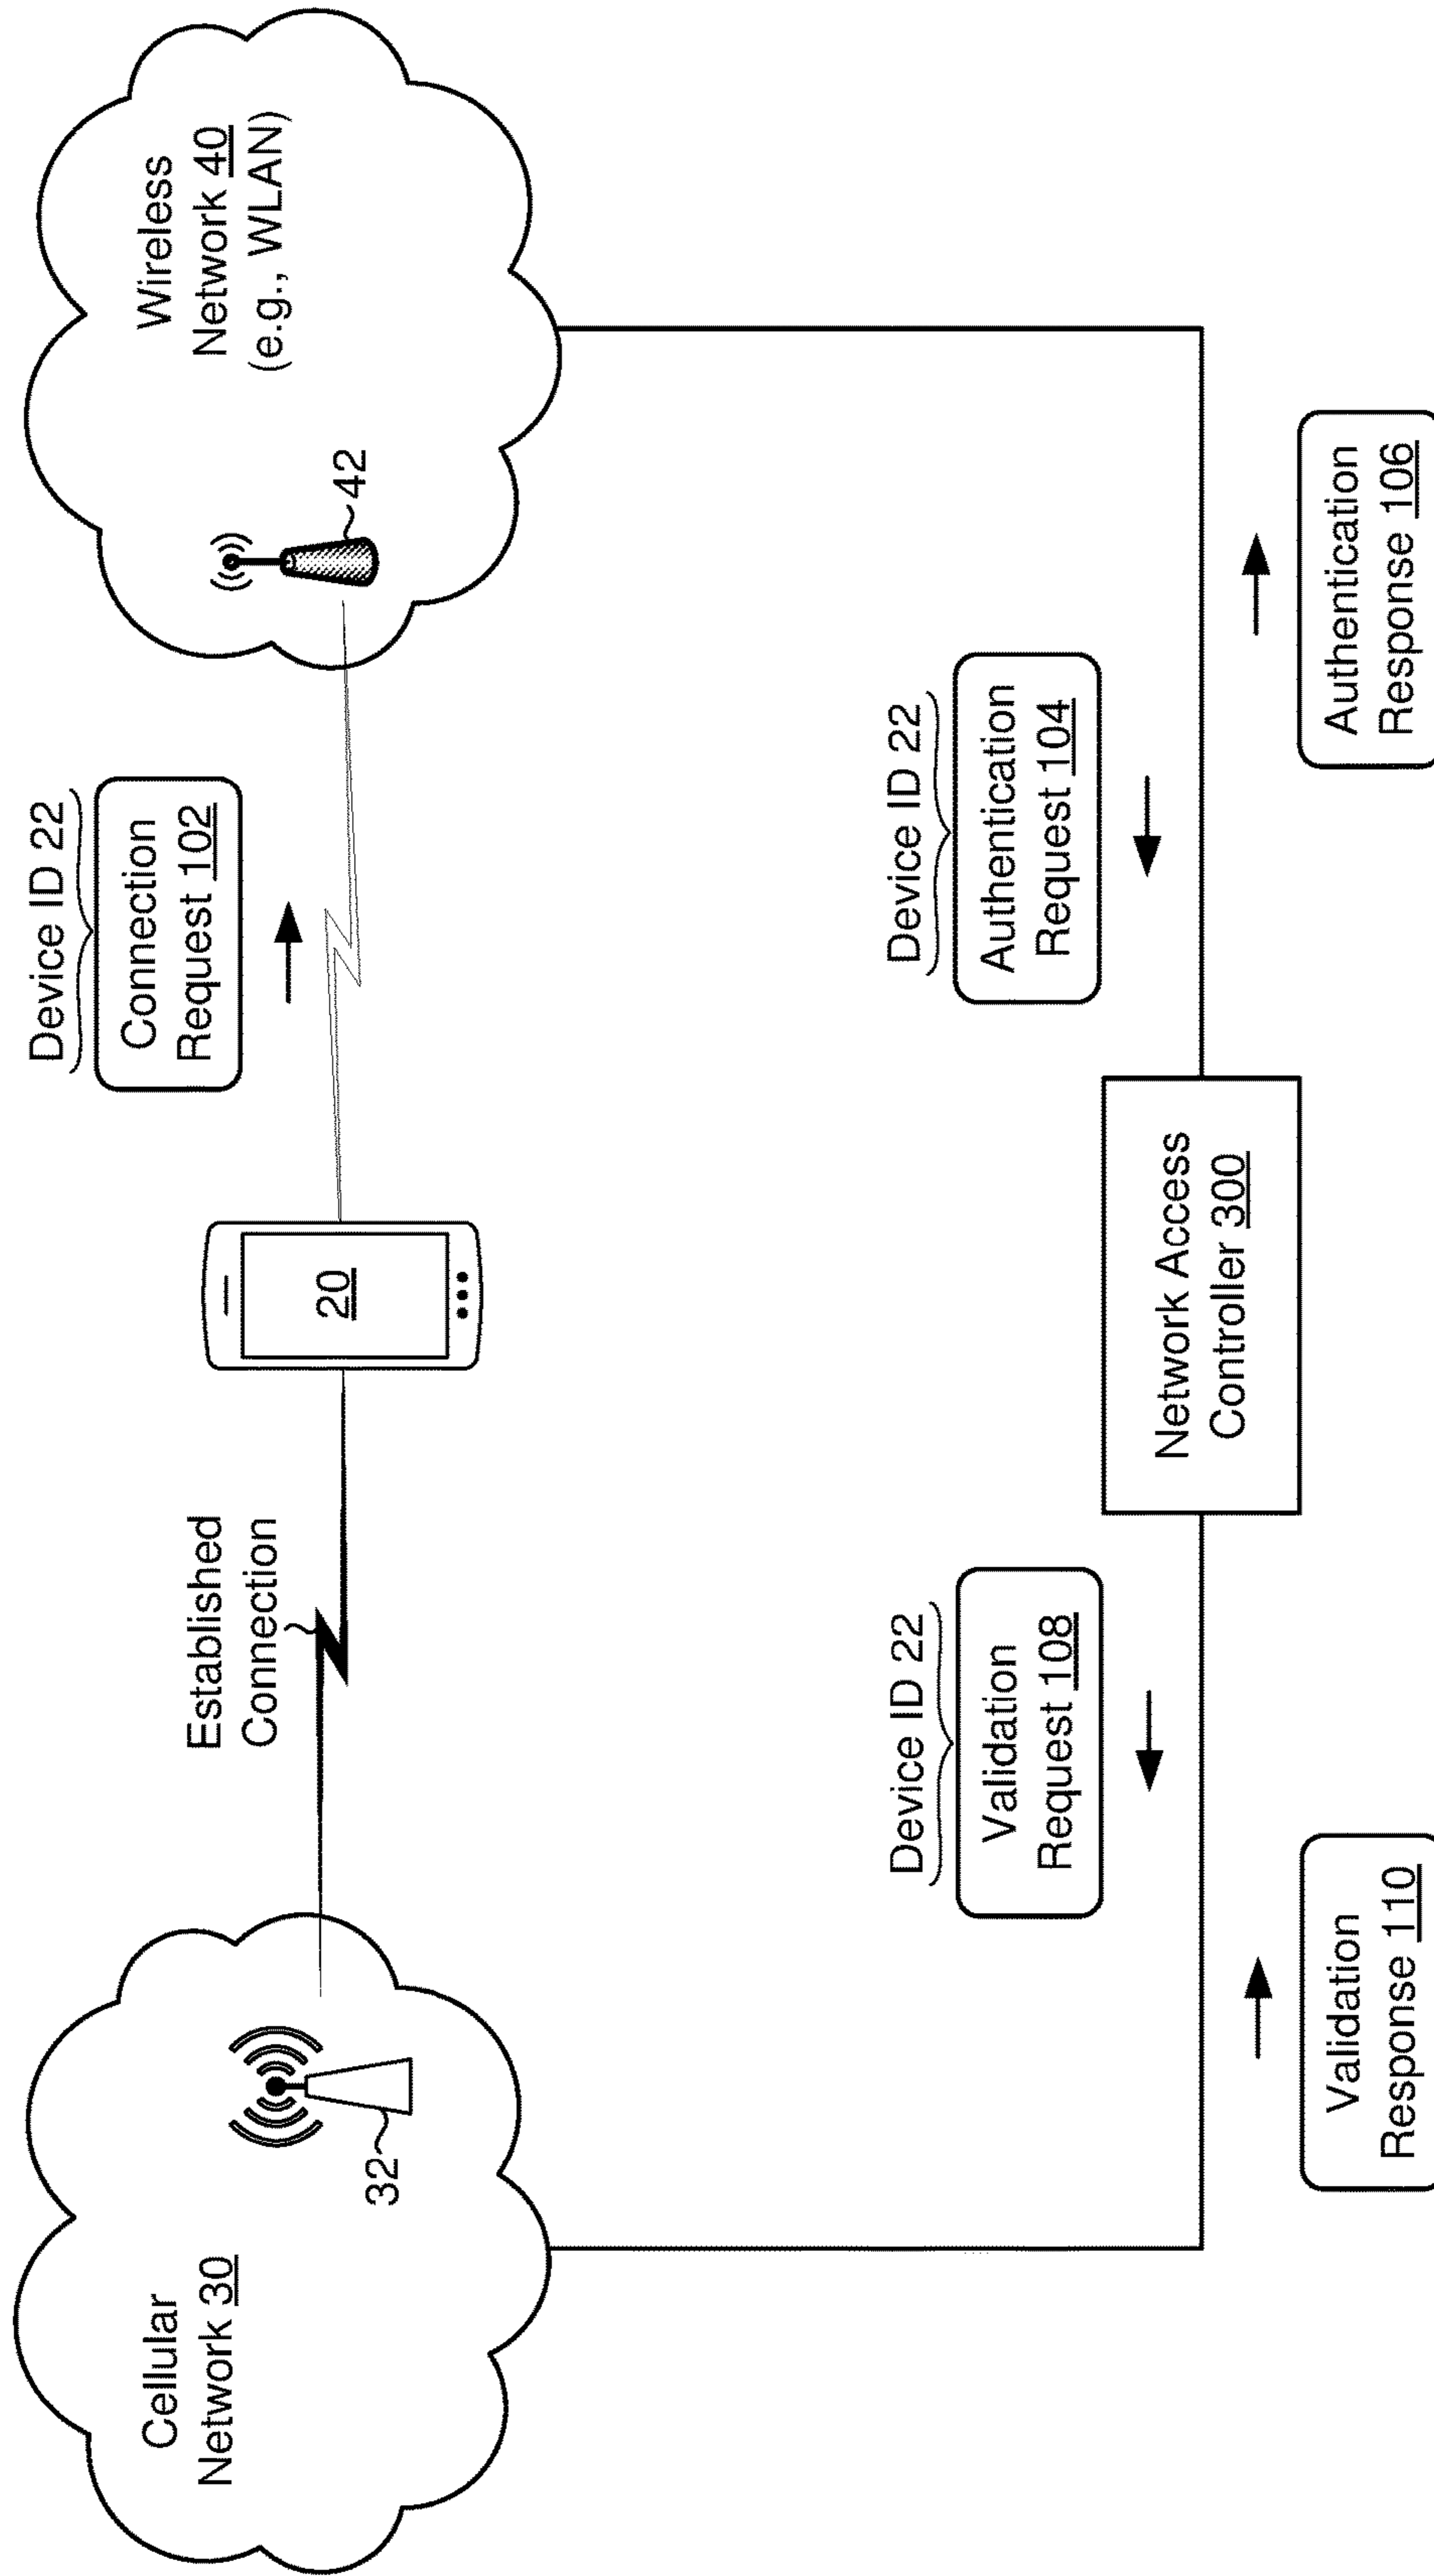 Cellular
Network 30
32
Established
Connection
20
Device ID 22
Connection
Request 102
42
Wireless
Network 40
(e.g., WLAN)
Device ID 22
Validation
Request 108
Validation
Response 110
Network Access
Controller 300
Device ID 22
Authentication
Request 104
Authentication
Response 106